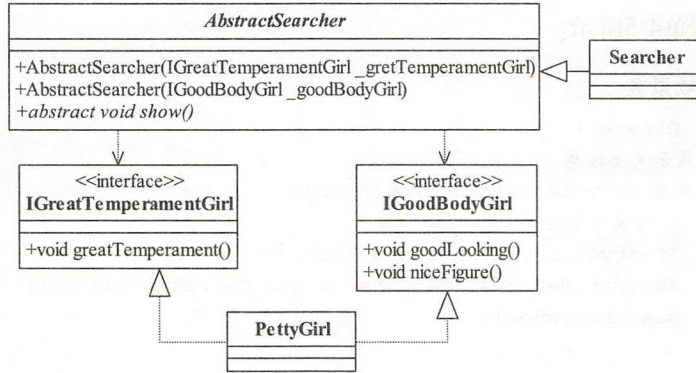 AbstractSearcher
+AbstractSearcher(IGreatTemperamentGirl _gretTemperamentGirl)
+AbstractSearcher(IGoodBodyGirl _goodBodyGirl)
+abstract void show()
Searcher
<<interface>>
IGreatTemperamentGirl
+void greatTemperament()
<<interface>>
IGoodBodyGirl
+void goodLooking()
+void niceFigure()
PettyGirl